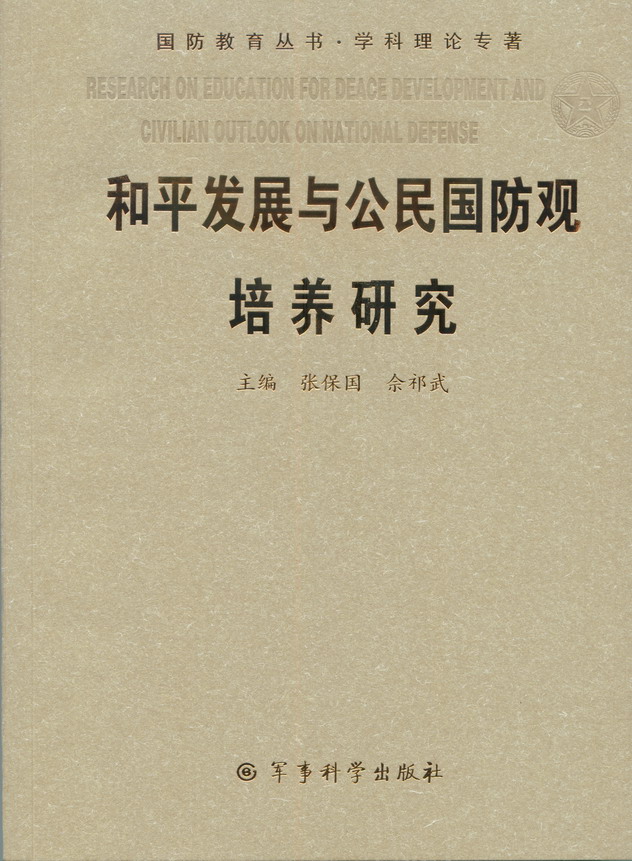 国防教育丛书·学科理论专著
RESEARCH ON EDUCATION FOR DEACE DEVELOPMENT AND
CIVILIAN OUTLOOK ON NATIONAL DEFENSE
和平发展与公民国防观
培养研究
主编 张保国 佘祁武
军事科学出版社